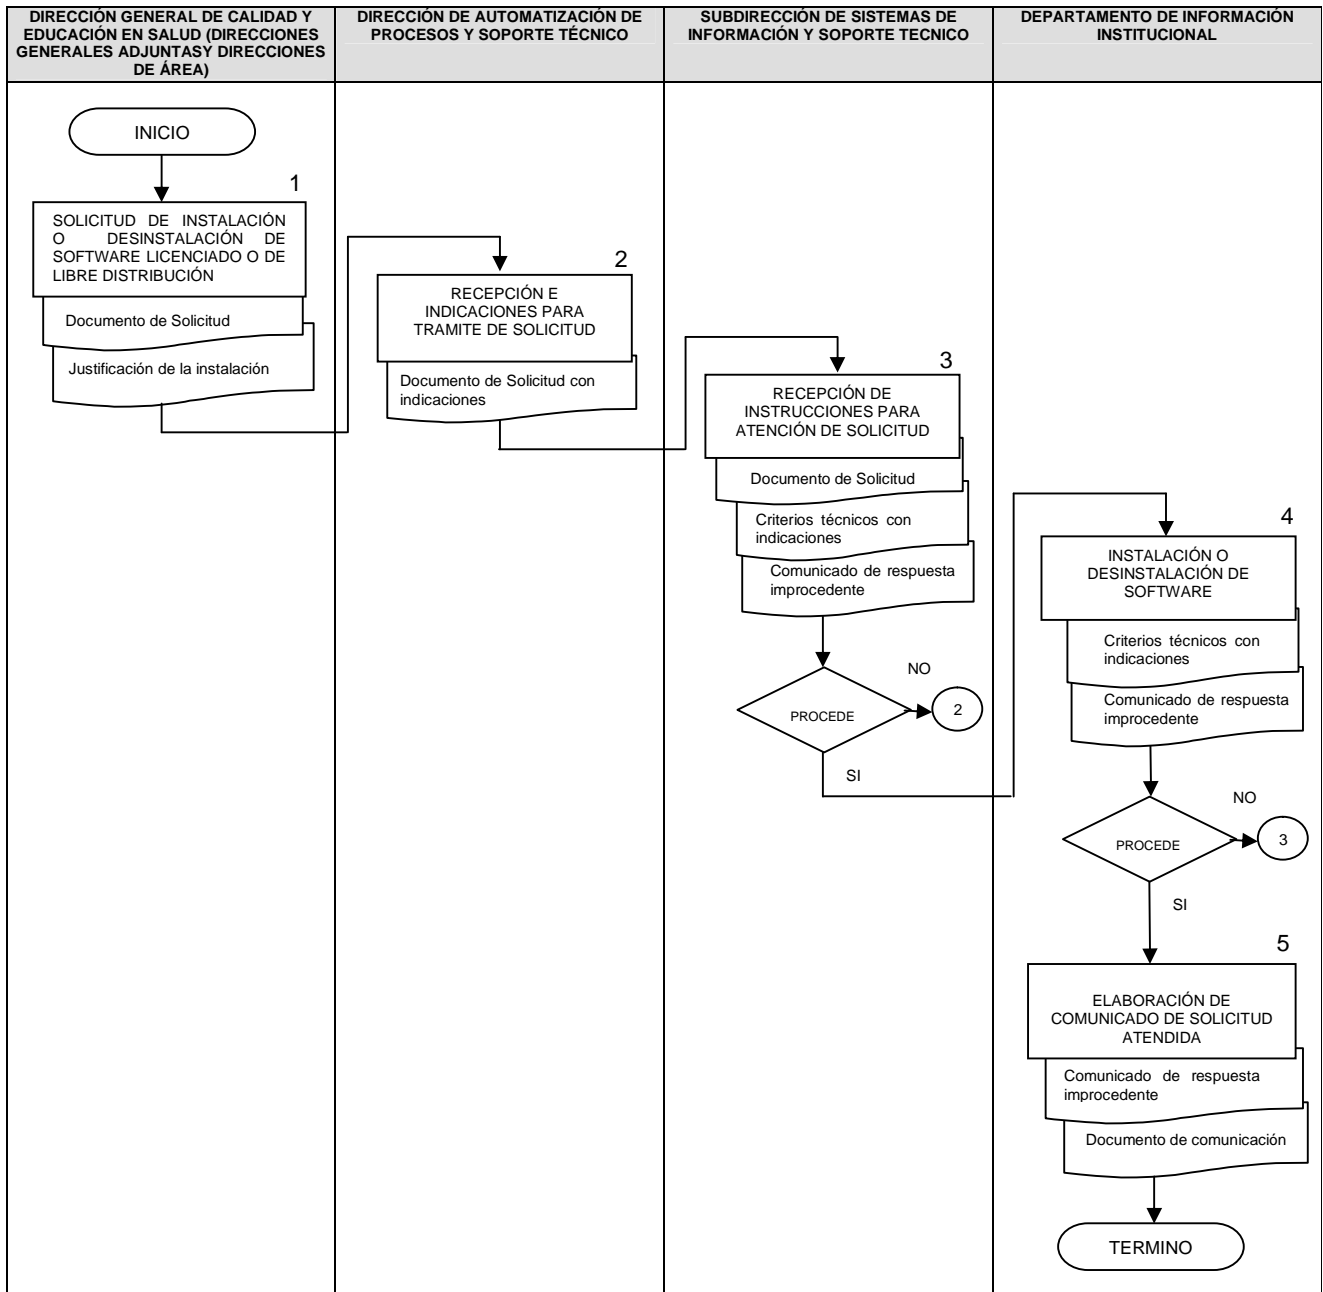 DIRECCIÓN GENERAL DE CALIDAD Y
EDUCACIÓN EN SALUD (DIRECCIONES
GENERALES ADJUNTASY DIRECCIONES
DE ÁREA)
DIRECCIÓN DE AUTOMATIZACIÓN DE
PROCESOS Y SOPORTE TÉCNICO
SUBDIRECCIÓN DE SISTEMAS DE
INFORMACIÓN Y SOPORTE TECNICO
DEPARTAMENTO DE INFORMACIÓN
INSTITUCIONAL
INICIO
1
SOLICITUD DE INSTALACIÓN
O DESINSTALACIÓN DE
SOFTWARE LICENCIADO O DE
LIBRE DISTRIBUCIÓN
Documento de Solicitud
Justificación de la instalación
2
RECEPCIÓN E
INDICACIONES PARA
TRAMITE DE SOLICITUD
Documento de Solicitud con
indicaciones
3
RECEPCIÓN DE
INSTRUCCIONES PARA
ATENCIÓN DE SOLICITUD
Documento de Solicitud
Criterios técnicos con
indicaciones
Comunicado de respuesta
improcedente
PROCEDE
NO
2
SI
4
INSTALACIÓN O
DESINSTALACIÓN DE
SOFTWARE
Criterios técnicos con
indicaciones
Comunicado de respuesta
improcedente
PROCEDE
NO
3
SI
5
ELABORACIÓN DE
COMUNICADO DE SOLICITUD
ATENDIDA
Comunicado de respuesta
improcedente
Documento de comunicación
TERMINO